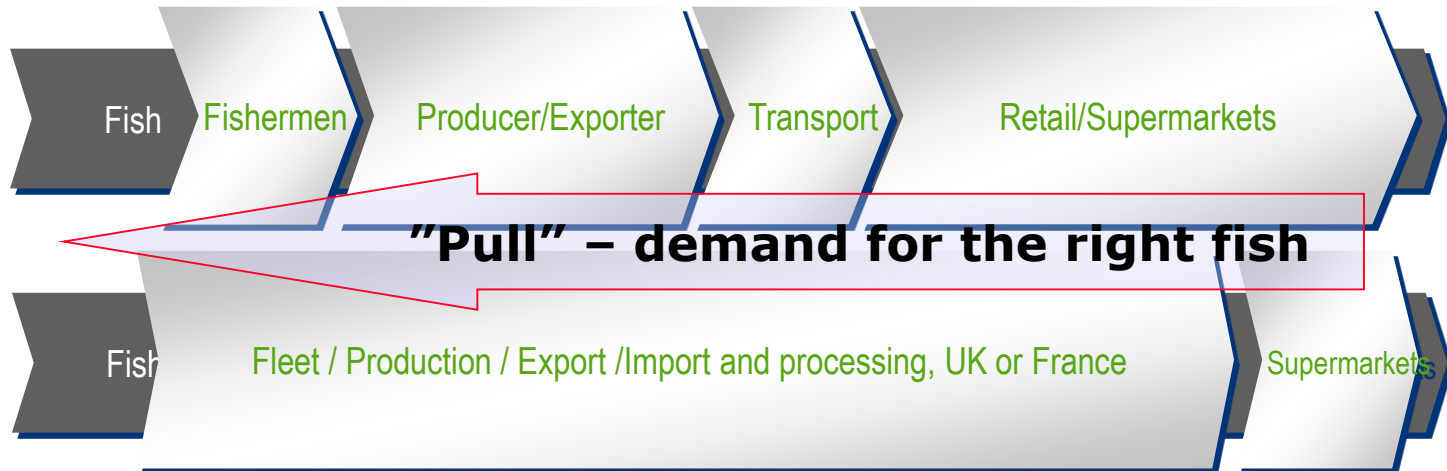 Fish
Fishermen
Producer/Exporter
Transport
Retail/Supermarkets
”Pull” – demand for the right fish
Fish
Fleet / Production / Export /Import and processing, UK or France
Supermarkets